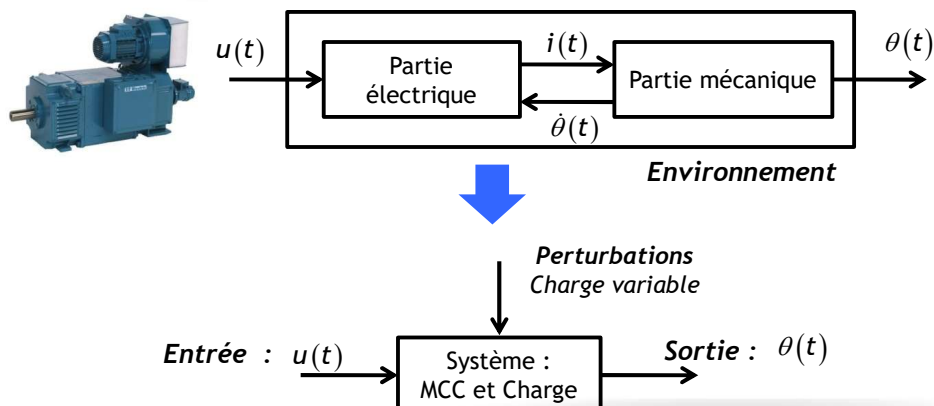 u(t)
Partie
électrique
i(t)
θ̇(t)
Partie mécanique
θ(t)
Environnement
Perturbations
Charge variable
Entrée : u(t)
Système :
MCC et Charge
Sortie : θ(t)